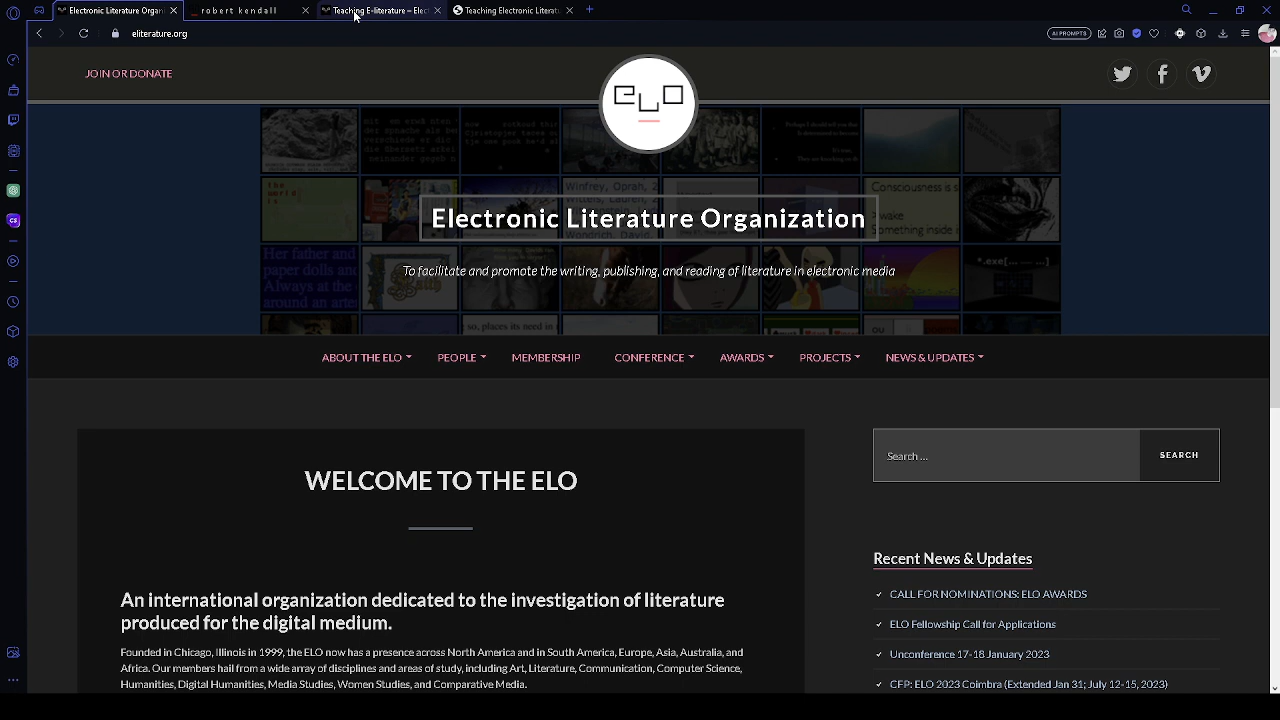 Electronic Literature Organ
robert kendall
Teaching E-literature – Elect
Teaching Electronic Literatu
eliterature.org
AI PROMPTS
JOIN OR DONATE
eLO
Electronic Literature Organization
To facilitate and promote the writing, publishing, and reading of literature in electronic media
ABOUT THE ELO
PEOPLE
MEMBERSHIP
CONFERENCE
AWARDS
PROJECTS
NEWS & UPDATES
WELCOME TO THE ELO
An international organization dedicated to the investigation of literature
produced for the digital medium.
Founded in Chicago, Illinois in 1999, the ELO now has a presence across North America and in South America, Europe, Asia, Australia, and
Africa. Our members hail from a wide array of disciplines and areas of study, including Art, Literature, Communication, Computer Science,
Humanities, Digital Humanities, Media Studies, Women Studies, and Comparative Media.
Search ...
SEARCH
Recent News & Updates
CALL FOR NOMINATIONS: ELO AWARDS
ELO Fellowship Call for Applications
Unconference 17-18 January 2023
CFP: ELO 2023 Coimbra (Extended Jan 31; July 12-15, 2023)